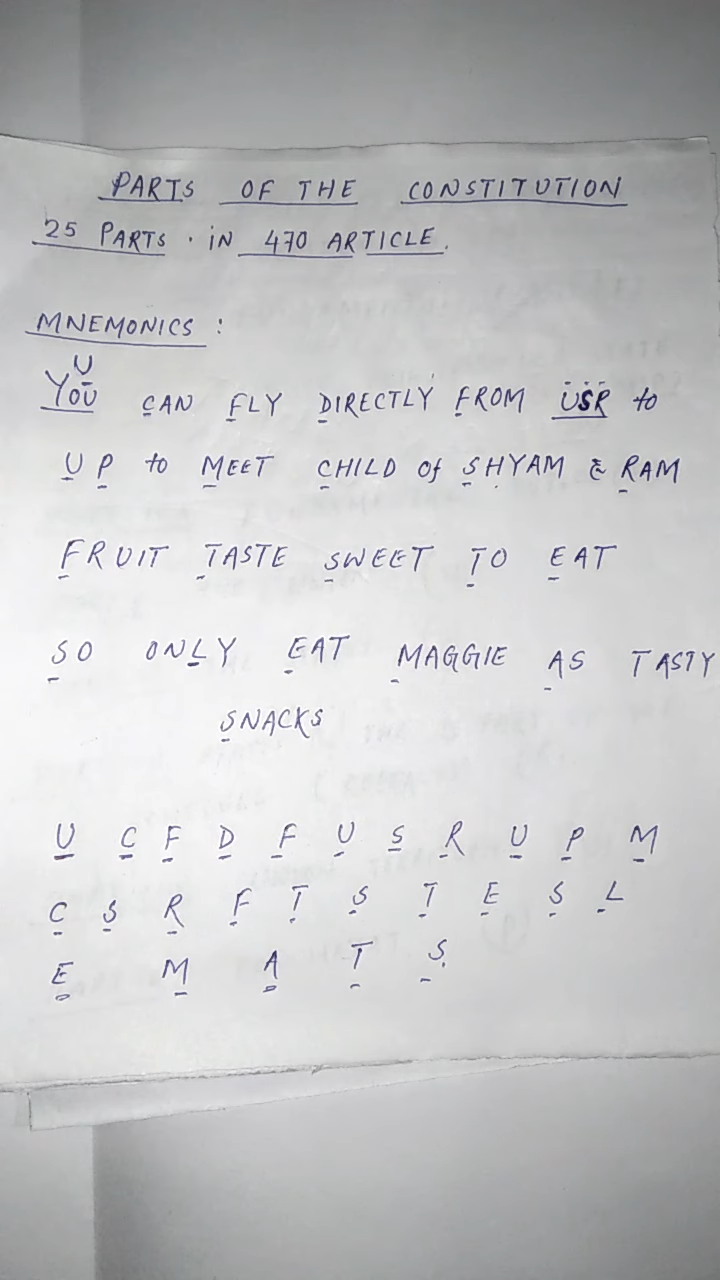 PARTS OF THE CONSTITUTION
25 PARTS . iN 470 ARTICLE.
MNEMONICS :
U
YOU CAN FLY DIRECTLY FROM USR to
UP to MEET CHILD of SHYAM & RAM
FRUIT TASTE SWEET TO EAT
SO ONLY EAT MAGGIE AS TASTY
SNACKS
U C F D F U S R U P M
C S R F T S T E S L
E M A T S